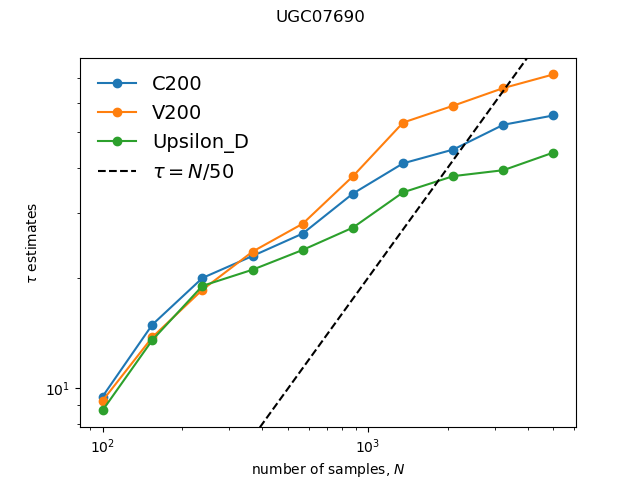 UGC07690
C200
V200
Upsilon_D
τ = N/50
τ estimates
10¹
10² 10³
number of samples, N